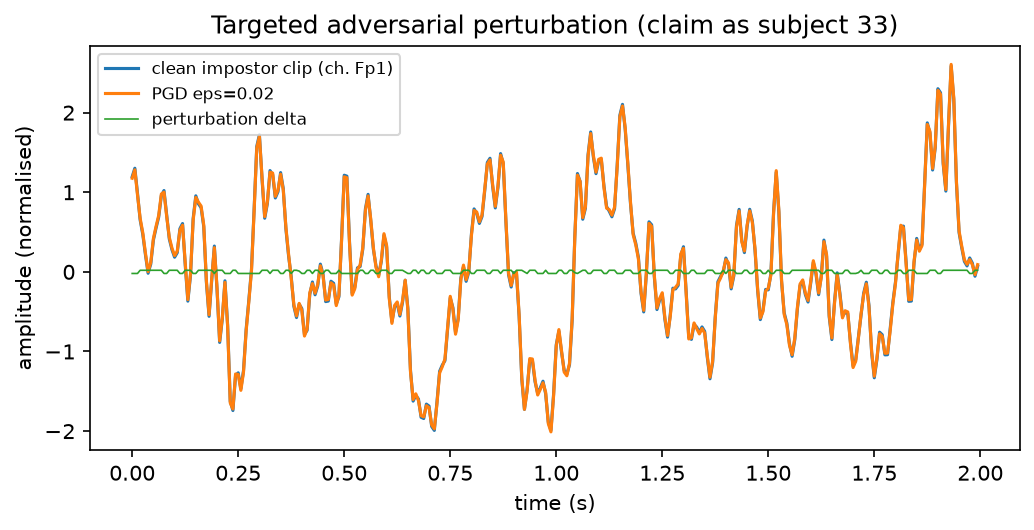 Targeted adversarial perturbation (claim as subject 33)
clean impostor clip (ch. Fp1)
PGD eps=0.02
perturbation delta
amplitude (normalised)
2
1
0
−1
−2
0.00 0.25 0.50 0.75 1.00 1.25 1.50 1.75 2.00
time (s)